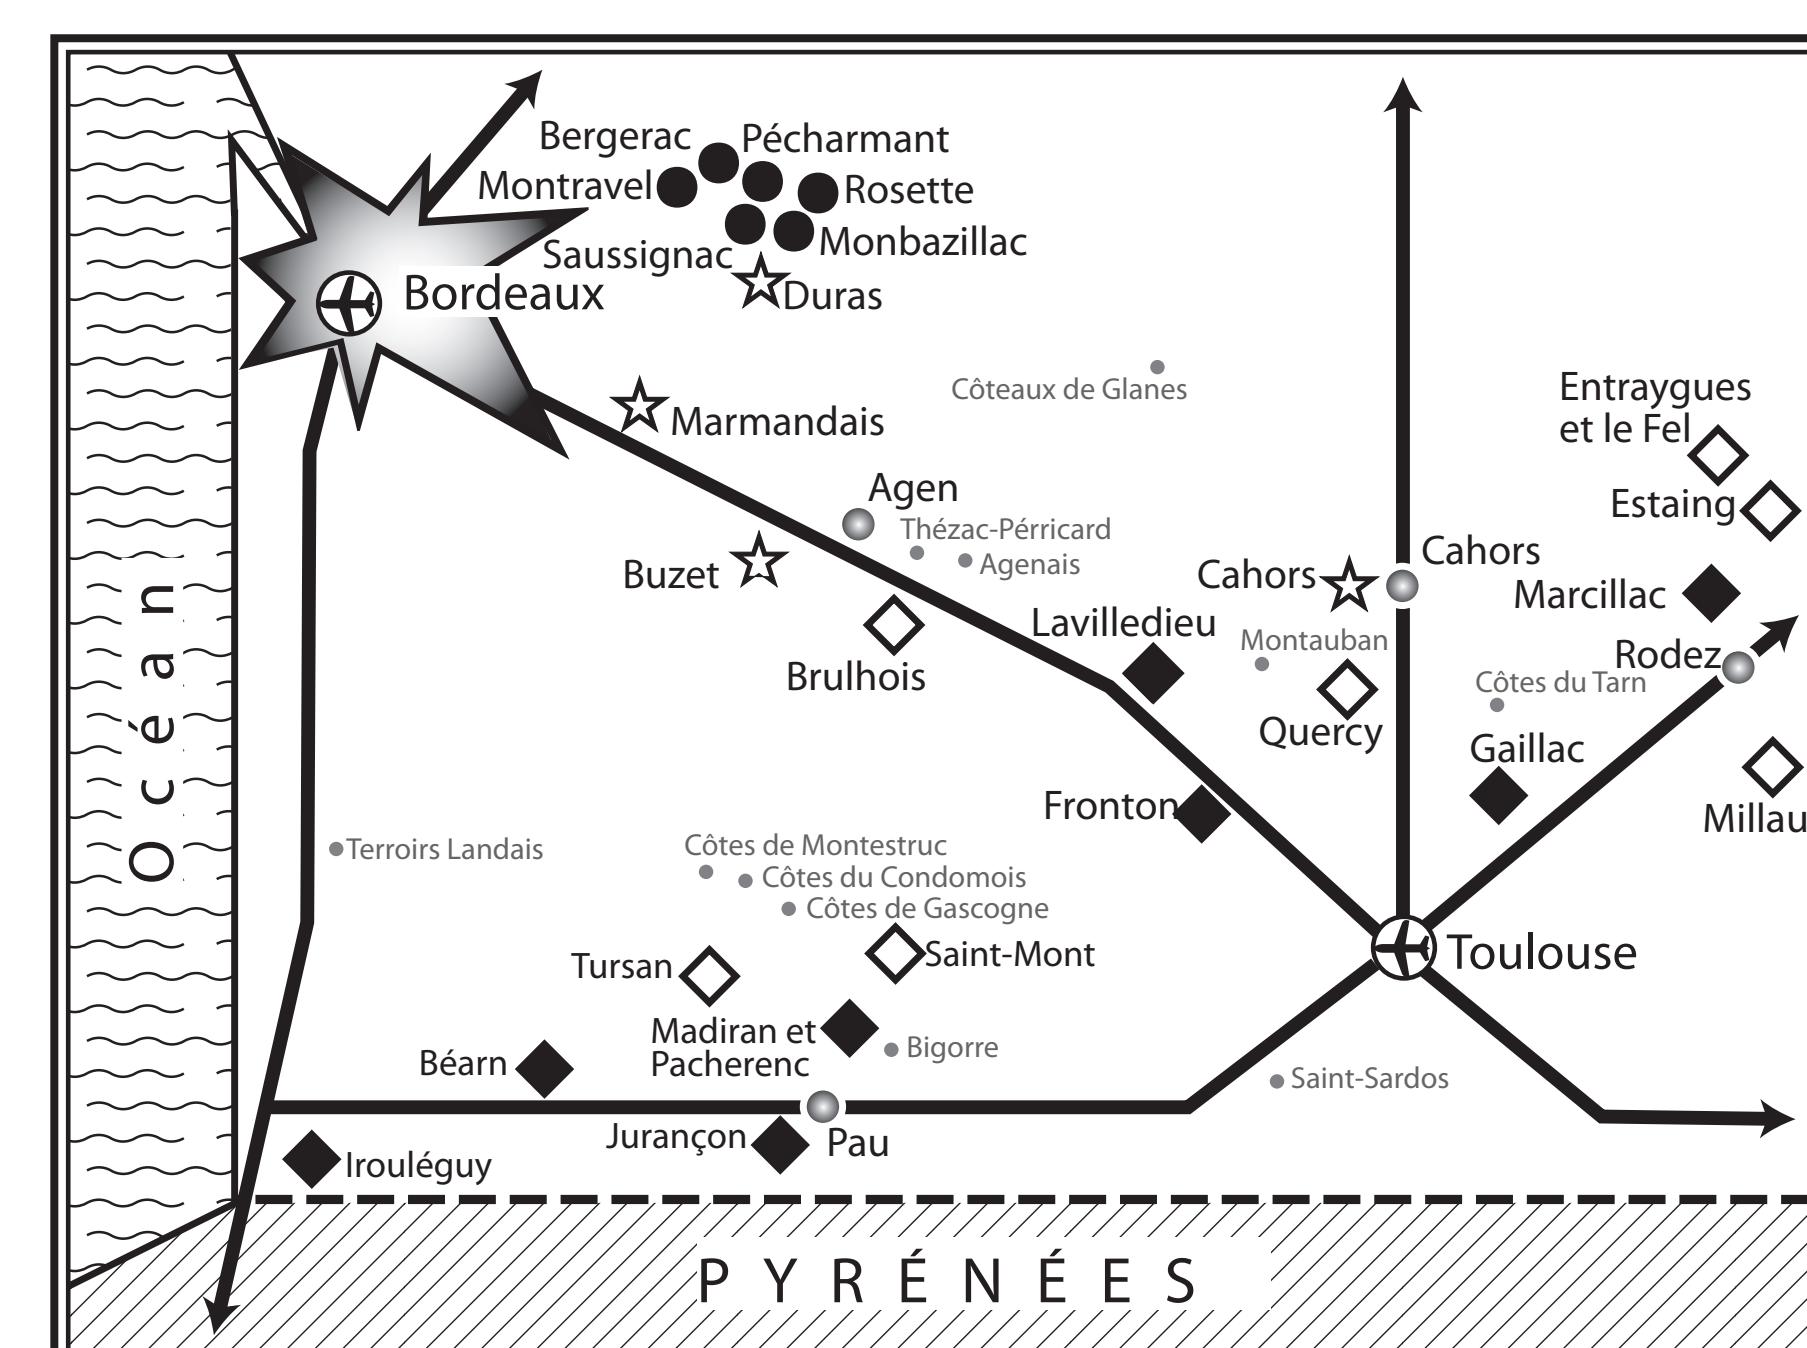 Bergerac
Pécharmant
Montravel
Rosette
Saussignac
Monbazillac
Bordeaux
Duras
Côteaux de Glanes
Marmandais
Entraygues
et le Fel
Agen
Estaing
Thézac-Pérricard
Agenais
Buzet
Cahors
Cahors
Marcillac
Lavilledieu
Montauban
Rodez
Brulhois
Côtes du Tarn
Quercy
Gaillac
Océan
Fronton
Millau
Terroirs Landais
Côtes de Montestruc
Côtes du Condomois
Côtes de Gascogne
Tursan
Saint-Mont
Toulouse
Madiran et
Pacherenc
Bigorre
Béarn
Saint-Sardos
Jurançon
Pau
Irouléguy
PYRÉNÉES